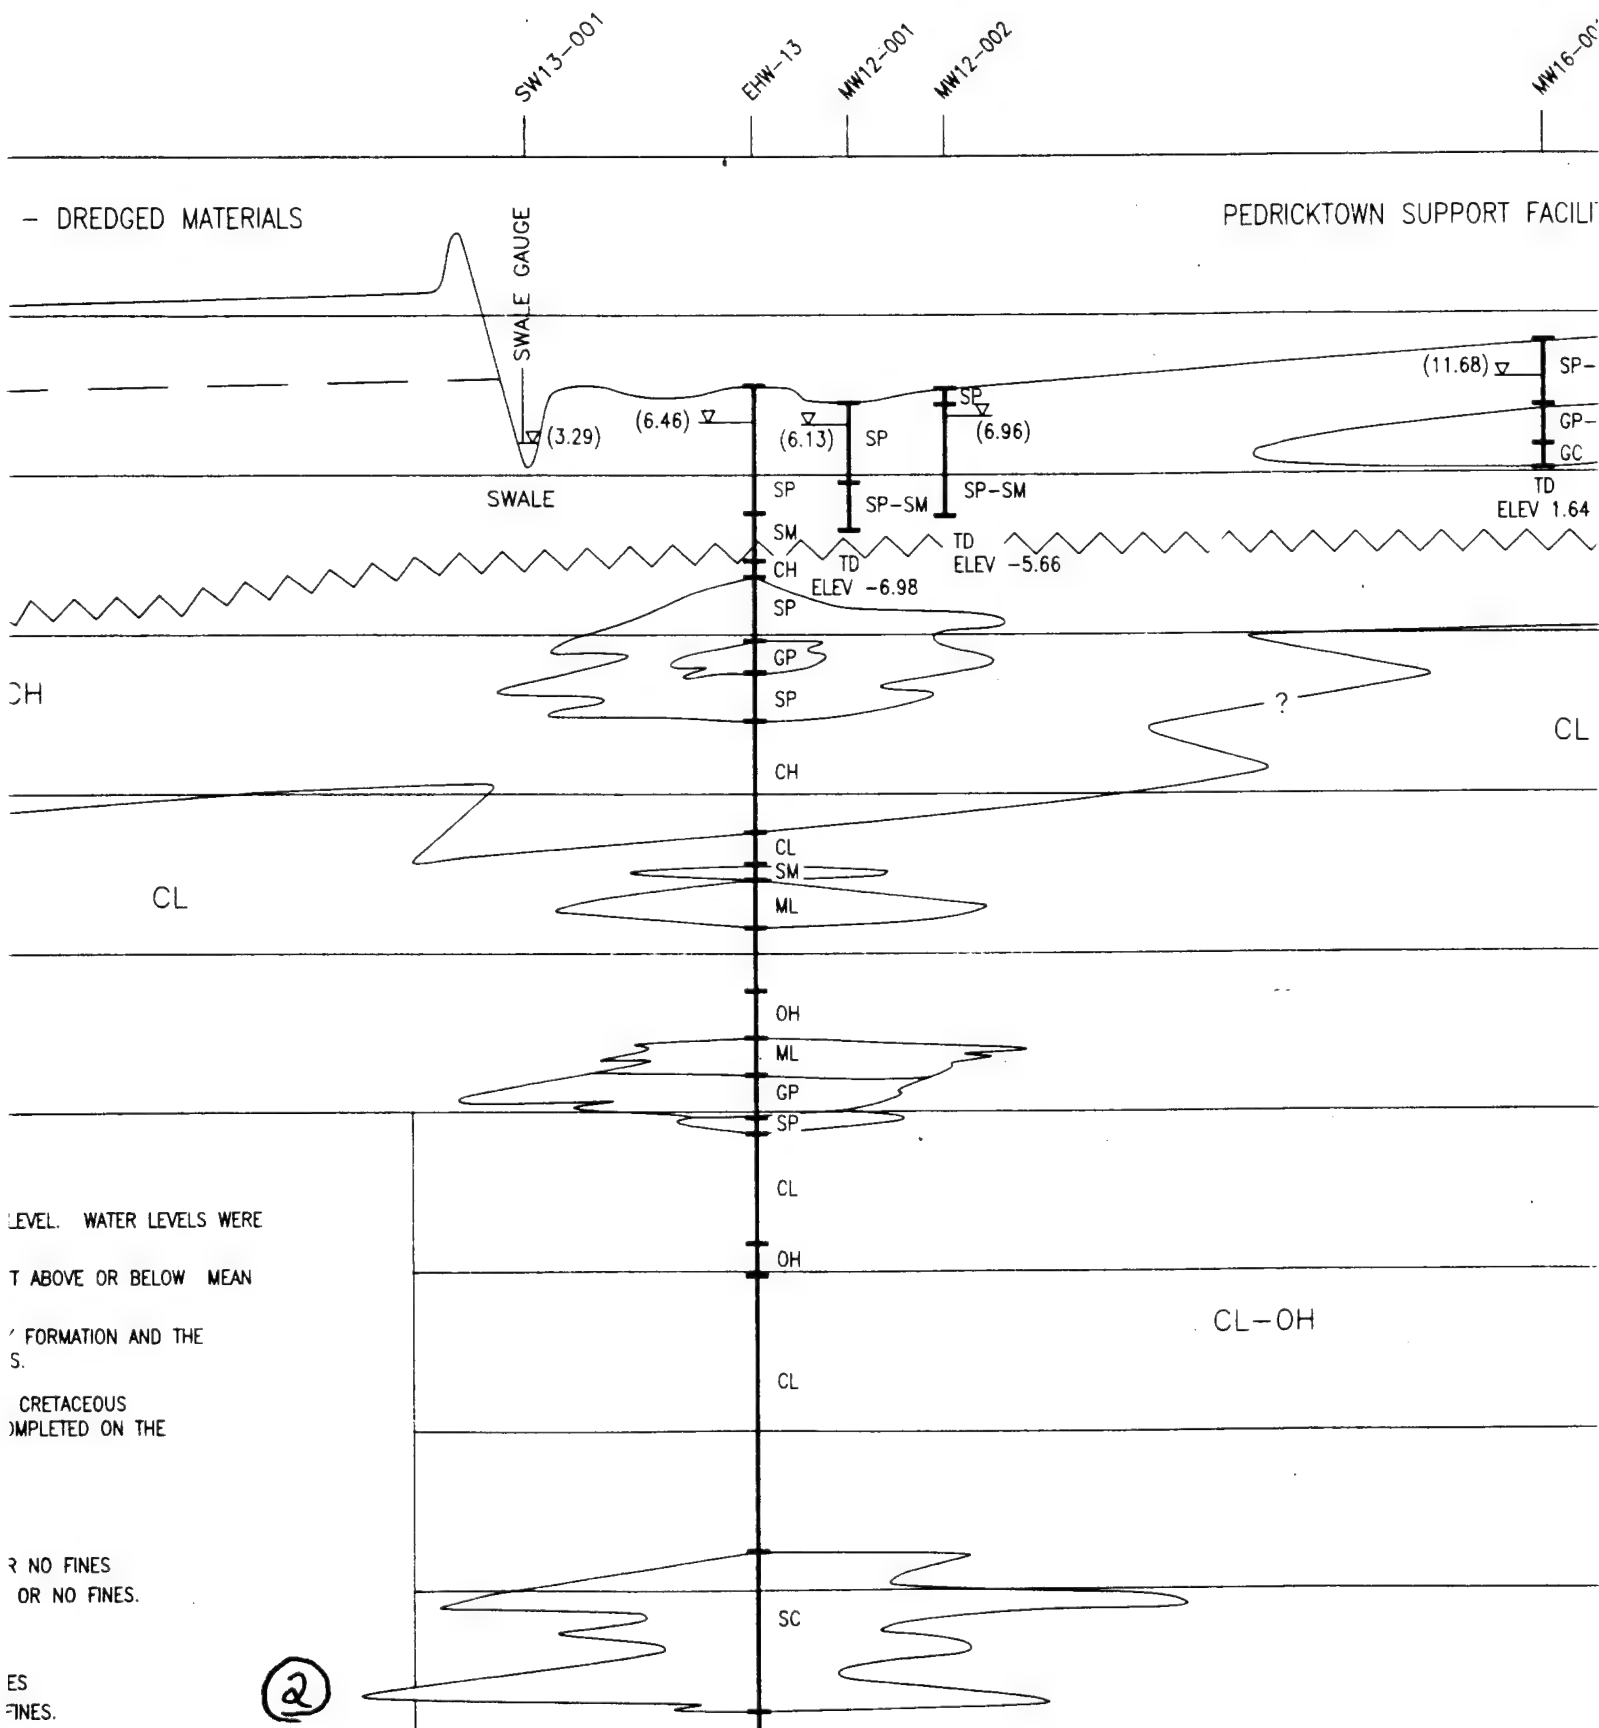 SW13-001
EHW-13
MW12-001
MW12-002
MW16-00
- DREDGED MATERIALS
PEDRICKTOWN SUPPORT FACILI
SWALE GAUGE
(3.29)
(6.46)
(6.13)
SP
SP
(6.96)
(11.68)
SP-
GP-
GC
SWALE
SP
SP-SM
SP-SM
TD
ELEV 1.64
SM
TD
ELEV -5.66
CH
TD
ELEV -6.98
SP
GP
CH
SP
?
CL
CH
CL
SM
CL
ML
OH
ML
GP
SP
CL
LEVEL. WATER LEVELS WERE
OH
T ABOVE OR BELOW MEAN
CL-OH
FORMATION AND THE
S.
CL
CRETACEOUS
OMPLETED ON THE
R NO FINES
OR NO FINES.
SC
ES
FINES.
2